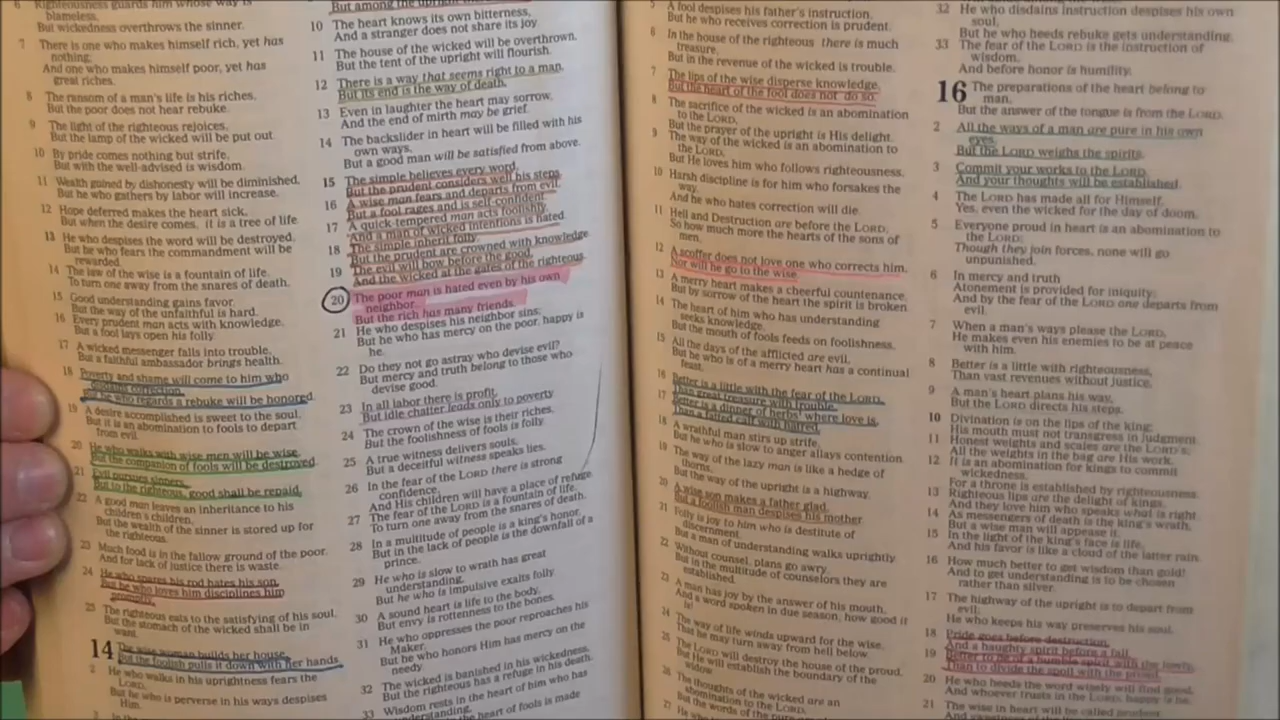 6 Righteousness guards him whose way is
blameless,
But wickedness overthrows the sinner.
7 There is one who makes himself rich, yet has
nothing;
And one who makes himself poor, yet has
great riches.
8 The ransom of a man's life is his riches,
But the poor does not hear rebuke.
9 The light of the righteous rejoices,
But the lamp of the wicked will be put out.
10 By pride comes nothing but strife,
But with the well-advised is wisdom.
11 Wealth gained by dishonesty will be diminished,
But he who gathers by labor will increase.
12 Hope deferred makes the heart sick,
But when the desire comes, it is a tree of life.
13 He who despises the word will be destroyed,
But he who fears the commandment will be
rewarded.
14 The law of the wise is a fountain of life,
To turn one away from the snares of death.
15 Good understanding gains favor,
But the way of the unfaithful is hard.
16 Every prudent man acts with knowledge,
But a fool lays open his folly.
17 A wicked messenger falls into trouble,
But a faithful ambassador brings health.
18 Poverty and shame will come to him who
disdains correction,
But he who regards a rebuke will be honored.
19 A desire accomplished is sweet to the soul,
But it is an abomination to fools to depart
from evil.
20 He who walks with wise men will be wise,
But the companion of fools will be destroyed.
21 Evil pursues sinners,
But to the righteous, good shall be repaid.
22 A good man leaves an inheritance to his
children's children,
But the wealth of the sinner is stored up for
the righteous.
23 Much food is in the fallow ground of the poor,
And for lack of justice there is waste.
24 He who spares his rod hates his son,
But he who loves him disciplines him
promptly.
25 The righteous eats to the satisfying of his soul,
But the stomach of the wicked shall be in
want.
14 The wise woman builds her house,
But the foolish pulls it down with her hands.
2 He who walks in his uprightness fears the
LORD,
But he who is perverse in his ways despises
Him.
But among the upright
10 The heart knows its own bitterness,
And a stranger does not share its joy.
11 The house of the wicked will be overthrown,
But the tent of the upright will flourish.
12 There is a way that seems right to a man,
But its end is the way of death.
13 Even in laughter the heart may sorrow,
And the end of mirth may be grief.
14 The backslider in heart will be filled with his
own ways,
But a good man will be satisfied from above.
15 The simple believes every word,
But the prudent considers well his steps.
16 A wise man fears and departs from evil,
But a fool rages and is self-confident.
17 A quick-tempered man acts foolishly,
And a man of wicked intentions is hated.
18 The simple inherit folly,
But the prudent are crowned with knowledge.
19 The evil will bow before the good,
And the wicked at the gates of the righteous.
20 The poor man is hated even by his own
neighbor,
But the rich has many friends.
21 He who despises his neighbor sins;
But he who has mercy on the poor, happy is
he.
22 Do they not go astray who devise evil?
But mercy and truth belong to those who
devise good.
23 In all labor there is profit,
But idle chatter leads only to poverty.
24 The crown of the wise is their riches,
But the foolishness of fools is folly.
25 A true witness delivers souls,
But a deceitful witness speaks lies.
26 In the fear of the LORD there is strong
confidence,
And His children will have a place of refuge.
27 The fear of the LORD is a fountain of life,
To turn one away from the snares of death.
28 In a multitude of people is a king's honor,
But in the lack of people is the downfall of a
prince.
29 He who is slow to wrath has great
understanding,
But he who is impulsive exalts folly.
30 A sound heart is life to the body,
But envy is rottenness to the bones.
31 He who oppresses the poor reproaches his
Maker,
But he who honors Him has mercy on the
needy.
32 The wicked is banished in his wickedness,
But the righteous has a refuge in his death.
33 Wisdom rests in the heart of him who has
understanding,
heart of fools is made
5 A fool despises his father's instruction,
But he who receives correction is prudent.
6 In the house of the righteous there is much
treasure,
But in the revenue of the wicked is trouble.
7 The lips of the wise disperse knowledge,
But the heart of the fool does not do so.
8 The sacrifice of the wicked is an abomination
to the LORD,
But the prayer of the upright is His delight.
9 The way of the wicked is an abomination to
the LORD,
But He loves him who follows righteousness.
10 Harsh discipline is for him who forsakes the
way,
And he who hates correction will die.
11 Hell and Destruction are before the LORD;
So how much more the hearts of the sons of
men.
12 A scoffer does not love one who corrects him,
Nor will he go to the wise.
13 A merry heart makes a cheerful countenance,
But by sorrow of the heart the spirit is broken
14 The heart of him who has understanding
seeks knowledge,
But the mouth of fools feeds on foolishness.
15 All the days of the afflicted are evil,
But he who is of a merry heart has a continual
feast.
16 Better is a little with the fear of the LORD,
Than great treasure with trouble.
17 Better is a dinner of herbs where love is,
Than a fatted calf with hatred.
18 A wrathful man stirs up strife,
But he who is slow to anger allays contention.
19 The way of the lazy man is like a hedge of
thorns,
But the way of the upright is a highway.
20 A wise son makes a father glad,
But a foolish man despises his mother.
21 Folly is joy to him who is destitute of
discernment,
But a man of understanding walks uprightly.
22 Without counsel, plans go awry,
But in the multitude of counselors they are
established.
23 A man has joy by the answer of his mouth,
And a word spoken in due season, how good it
is!
24 The way of life winds upward for the wise,
That he may turn away from hell below.
25 The LORD will destroy the house of the proud,
But He will establish the boundary of the
widow.
26 The thoughts of the wicked are an
abomination to the LORD,
But the words of the pure are
27 He who is
32 He who disdains instruction despises his own
soul,
But he who heeds rebuke gets understanding.
33 The fear of the LORD is the instruction of
wisdom,
And before honor is humility.
16 The preparations of the heart belong to
man,
But the answer of the tongue is from the LORD.
2 All the ways of a man are pure in his own
eyes,
But the LORD weighs the spirits.
3 Commit your works to the LORD,
And your thoughts will be established.
4 The LORD has made all for Himself,
Yes, even the wicked for the day of doom.
5 Everyone proud in heart is an abomination to
the LORD;
Though they join forces, none will go
unpunished.
6 In mercy and truth
Atonement is provided for iniquity;
And by the fear of the LORD one departs from
evil.
7 When a man's ways please the LORD,
He makes even his enemies to be at peace
with him.
8 Better is a little with righteousness,
Than vast revenues without justice.
9 A man's heart plans his way,
But the LORD directs his steps.
10 Divination is on the lips of the king;
His mouth must not transgress in judgment.
11 Honest weights and scales are the LORD's;
All the weights in the bag are His work.
12 It is an abomination for kings to commit
wickedness,
For a throne is established by righteousness.
13 Righteous lips are the delight of kings,
And they love him who speaks what is right.
14 As messengers of death is the king's wrath,
But a wise man will appease it.
15 In the light of the king's face is life,
And his favor is like a cloud of the latter rain.
16 How much better to get wisdom than gold!
And to get understanding is to be chosen
rather than silver.
17 The highway of the upright is to depart from
evil;
He who keeps his way preserves his soul.
18 Pride goes before destruction,
And a haughty spirit before a fall.
19 Better to be of a humble spirit with the lowly,
Than to divide the spoil with the proud.
20 He who heeds the word wisely will find good,
And whoever trusts in the LORD, happy is he.
21 The wise in heart will be called prudent,